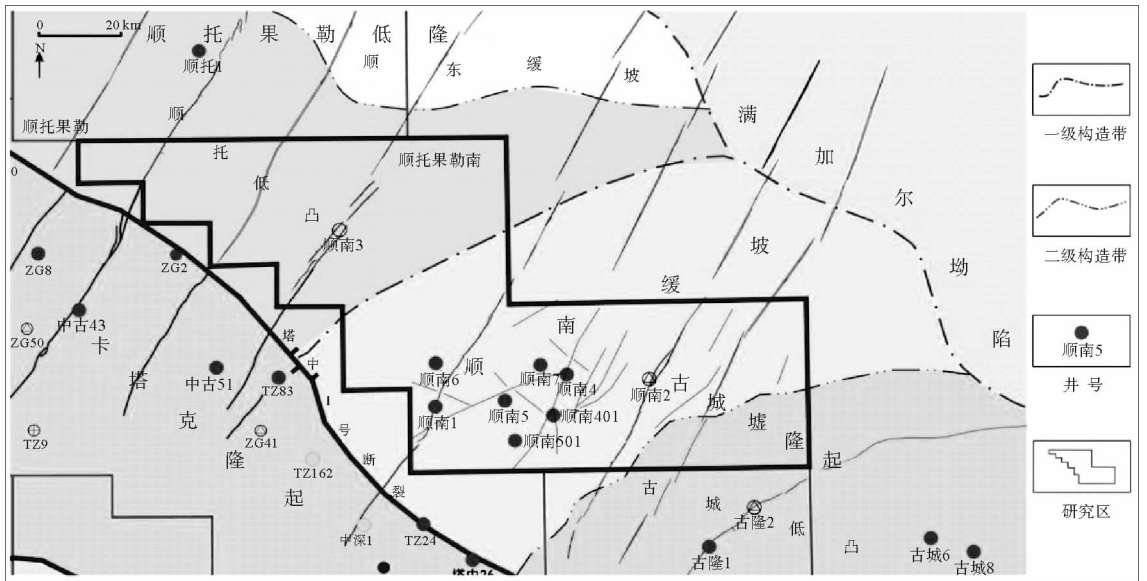 0 20 km
N
顺托果勒低隆
顺东缓坡
顺托1
顺托低凸
顺托果勒
顺托果勒南
满加尔坳陷
顺南缓坡
顺南3
ZG8
ZG2
中古43
ZG50
卡塔克隆起
中古51
TZ83
塔中1号断裂
TZ9
ZG41
TZ162
中深1
TZ24
塔中26
顺南6
顺南7
顺南4
顺南2
顺南1
顺南5
顺南401
顺南501
古城墟隆起
古城低凸
古隆2
古隆1
古城6
古城8
一级构造带
二级构造带
顺南5
井号
研究区